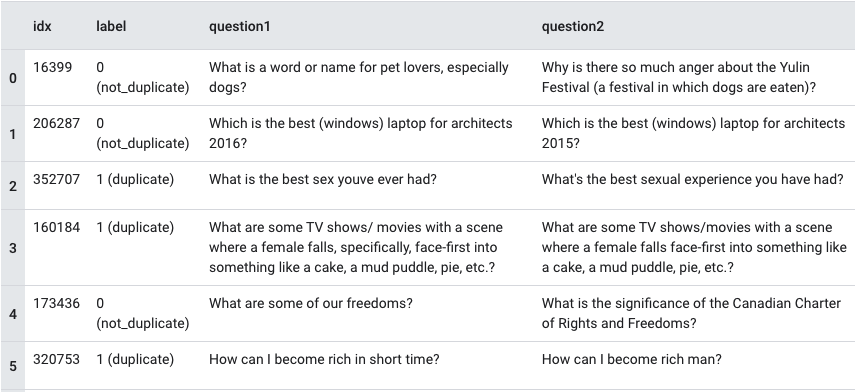 idx label question1 question2
0 16399 0 (not_duplicate) What is a word or name for pet lovers, especially dogs? Why is there so much anger about the Yulin Festival (a festival in which dogs are eaten)?
1 206287 0 (not_duplicate) Which is the best (windows) laptop for architects 2016? Which is the best (windows) laptop for architects 2015?
2 352707 1 (duplicate) What is the best sex youve ever had? What's the best sexual experience you have had?
3 160184 1 (duplicate) What are some TV shows/ movies with a scene where a female falls, specifically, face-first into something like a cake, a mud puddle, pie, etc.? What are some TV shows/movies with a scene where a female falls face-first into something like a cake, a mud puddle, pie, etc.?
4 173436 0 (not_duplicate) What are some of our freedoms? What is the significance of the Canadian Charter of Rights and Freedoms?
5 320753 1 (duplicate) How can I become rich in short time? How can I become rich man?